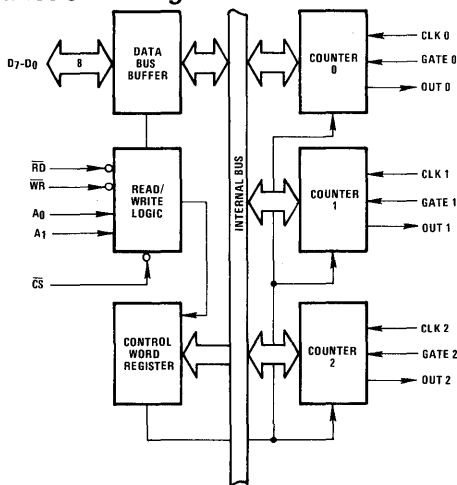 D7-D0
8
DATA
BUS
BUFFER
RD
WR
A0
A1
CS
READ/
WRITE
LOGIC
CONTROL
WORD
REGISTER
INTERNAL BUS
COUNTER
0
CLK 0
GATE 0
OUT 0
COUNTER
1
CLK 1
GATE 1
OUT 1
COUNTER
2
CLK 2
GATE 2
OUT 2